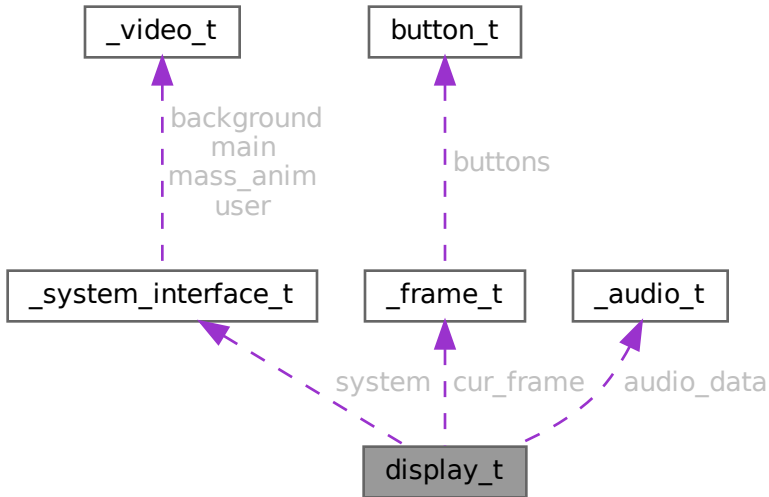 _video_t
button_t
background
main
mass_anim
user
buttons
_system_interface_t
_frame_t
_audio_t
system
cur_frame
audio_data
display_t